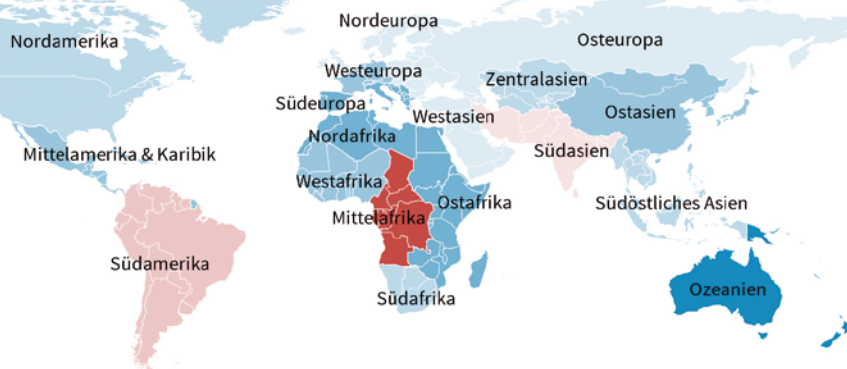 Nordeuropa
Nordamerika
Osteuropa
Westeuropa
Zentralasien
Südeuropa
Westasien
Ostasien
Nordafrika
Mittelamerika & Karibik
Südasien
Westafrika
Ostafrika
Südöstliches Asien
Mittelafrika
Südamerika
Ozeanien
Südafrika